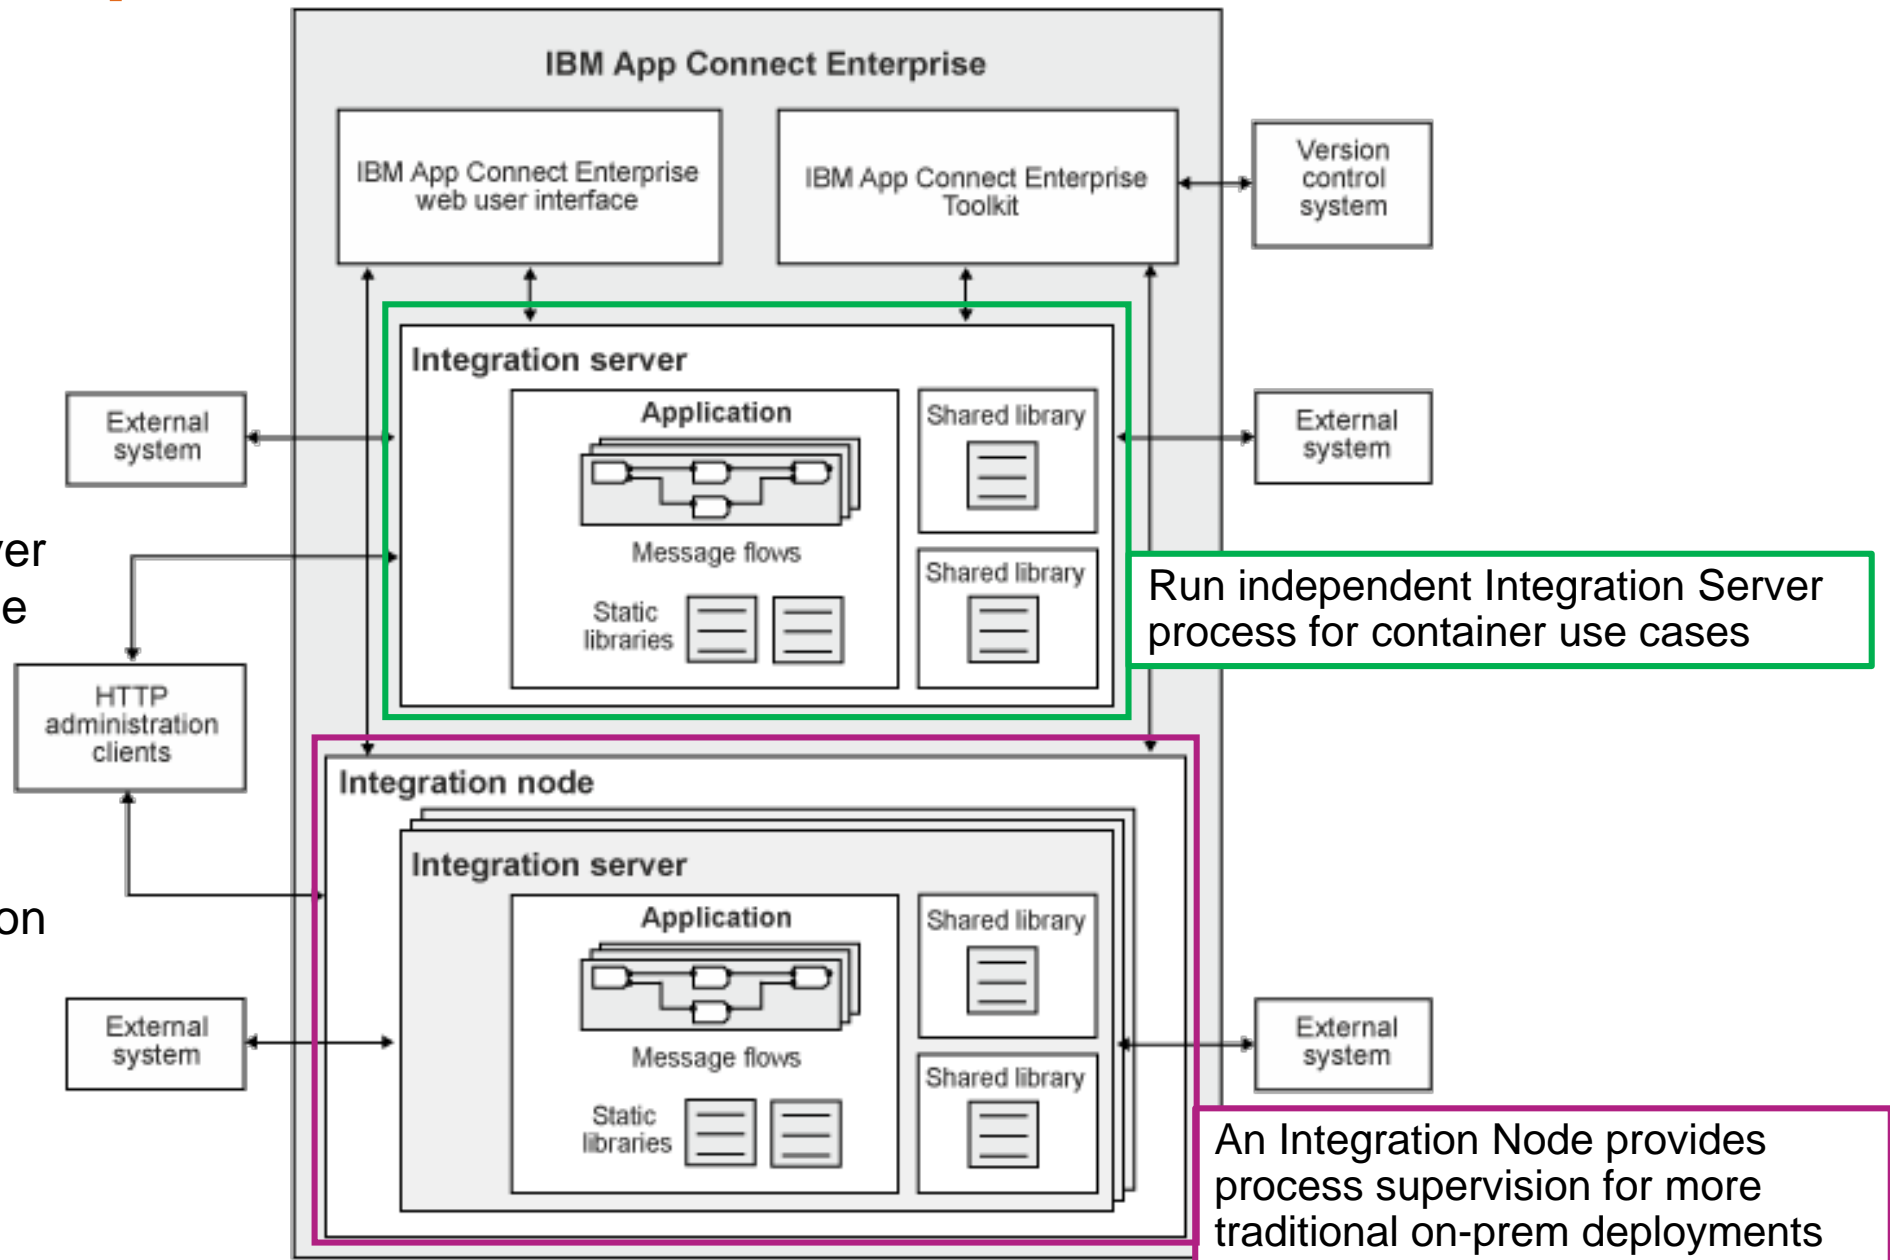 IBM App Connect Enterprise
IBM App Connect Enterprise
web user interface
IBM App Connect Enterprise
Toolkit
Version
control
system
Integration server
Application
Message flows
Static
libraries
Shared library
Shared library
External
system
External
system
Run independent Integration Server
process for container use cases
HTTP
administration
clients
Integration node
Integration server
Application
Message flows
Static
libraries
Shared library
Shared library
on
External
system
External
system
An Integration Node provides
process supervision for more
traditional on-prem deployments